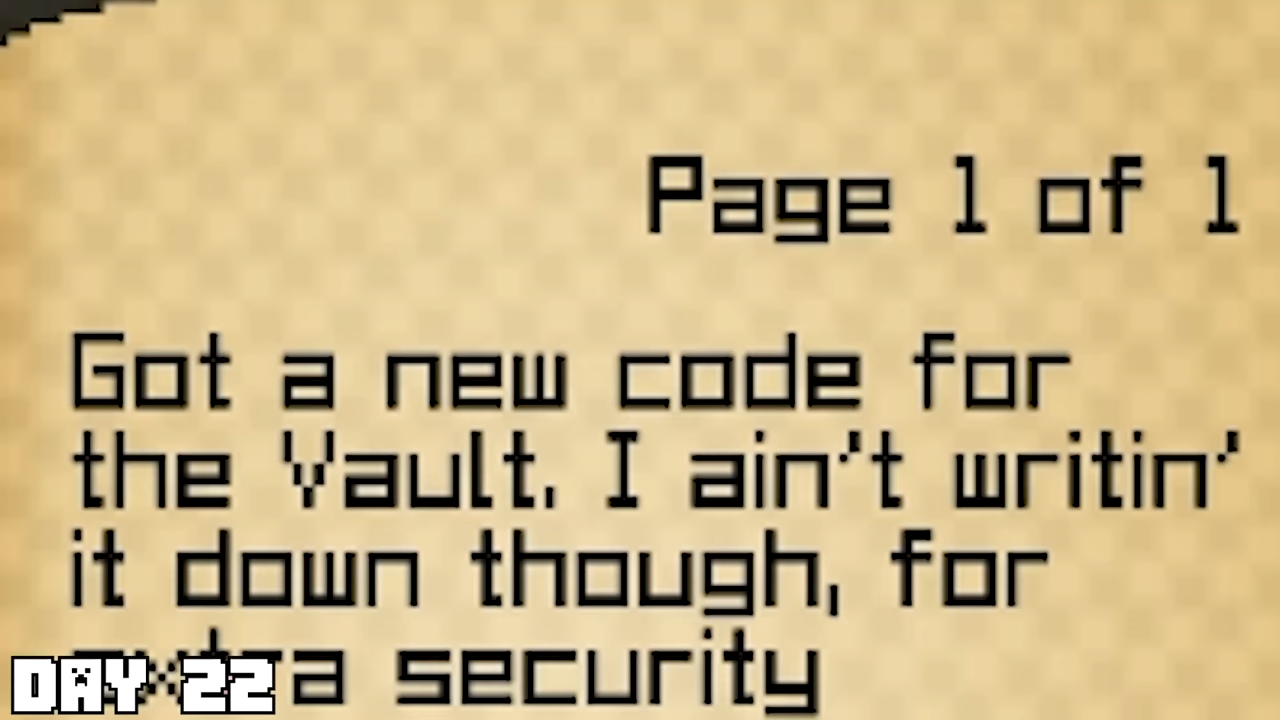 Page 1 of 1
Got a new code for
the Vault. I ain't writin'
it down though, for
extra security
DAY 22